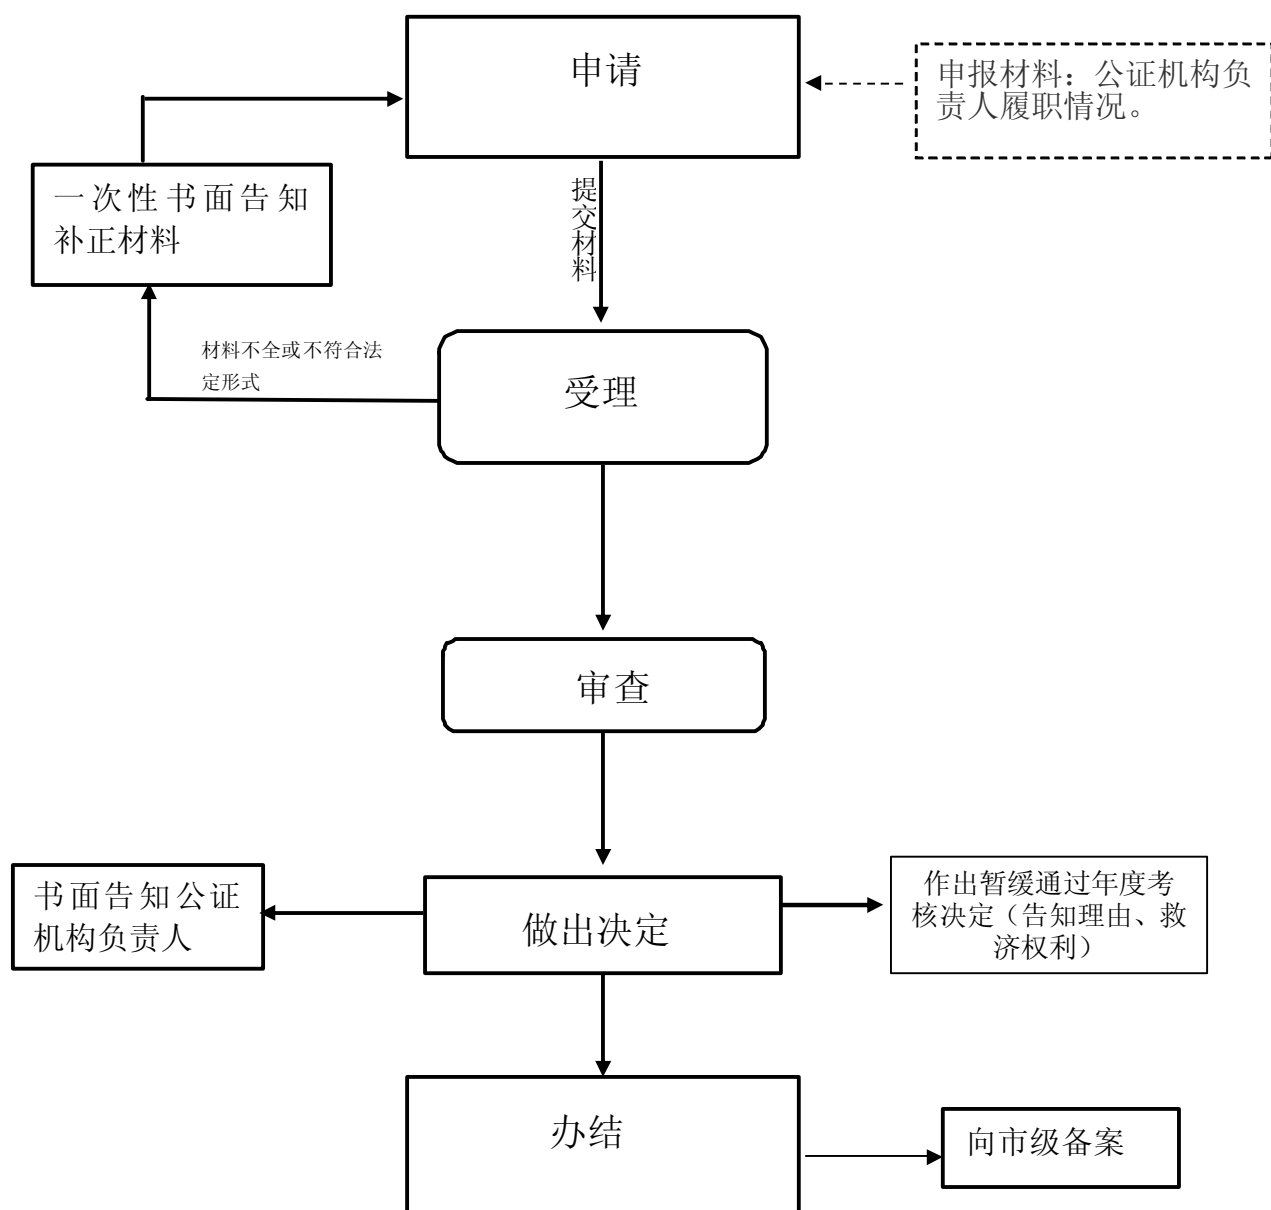 申请
申报材料：公证机构负
责人履职情况。
一次性书面告知
补正材料
提交材料
材料不全或不符合法
定形式
受理
审查
书面告知公证
机构负责人
做出决定
作出暂缓通过年度考
核决定（告知理由、救
济权利）
办结
向市级备案